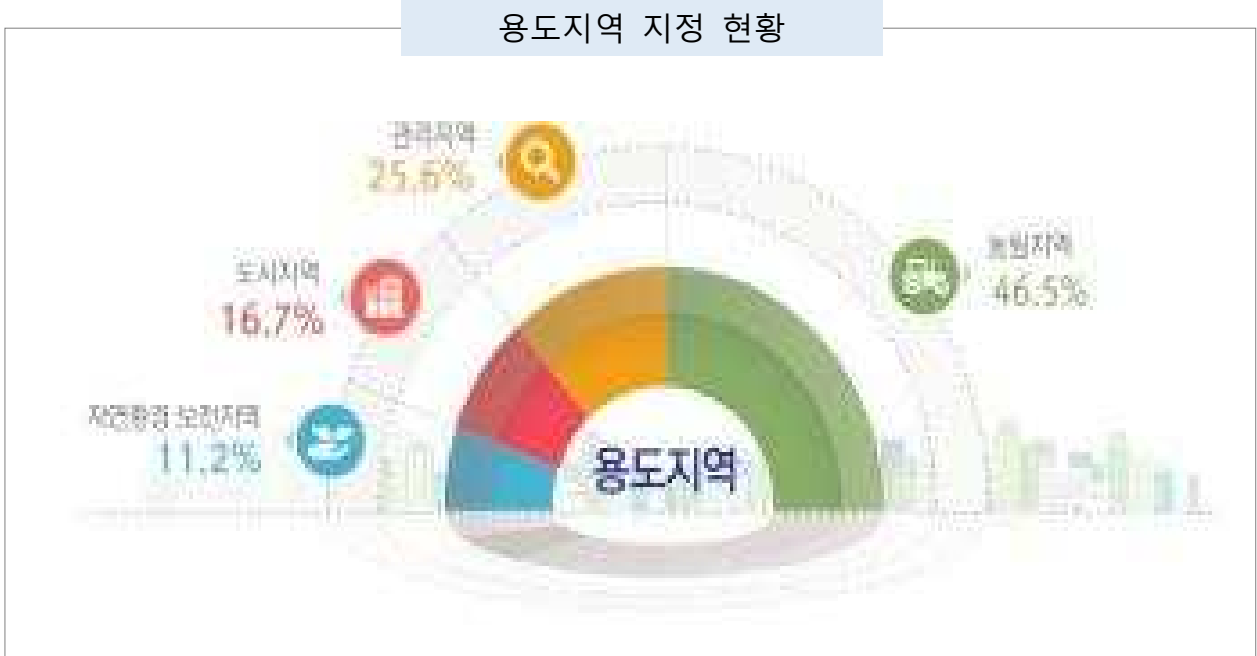 용도지역 지정 현황
관리지역
25.6%
농림지역
46.5%
도시지역
16.7%
자연환경 보전지역
11.2%
용도지역